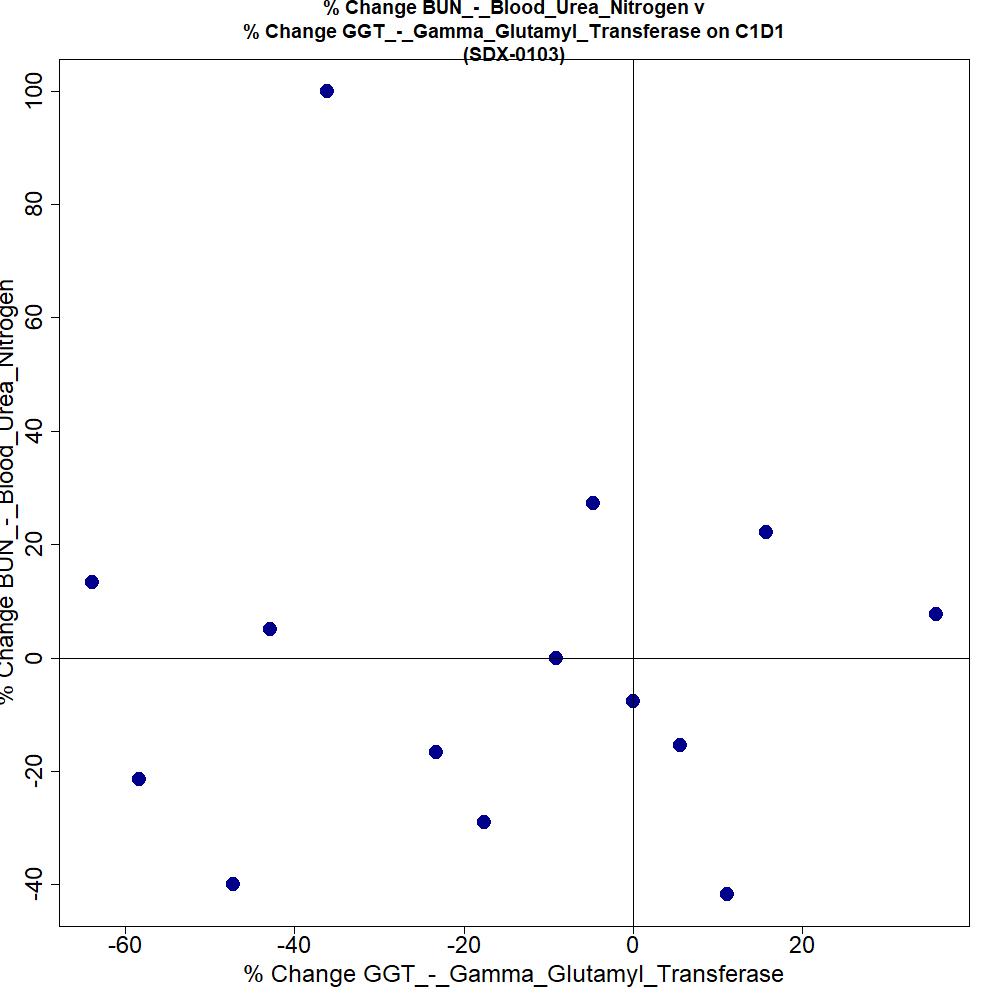 % Change BUN_-_Blood_Urea_Nitrogen v
% Change GGT_-_Gamma_Glutamyl_Transferase on C1D1
(SDX-0103)
% Change BUN_-_Blood_Urea_Nitrogen
100
80
60
40
20
0
-20
-40
-60
-40
-20
0
20
% Change GGT_-_Gamma_Glutamyl_Transferase